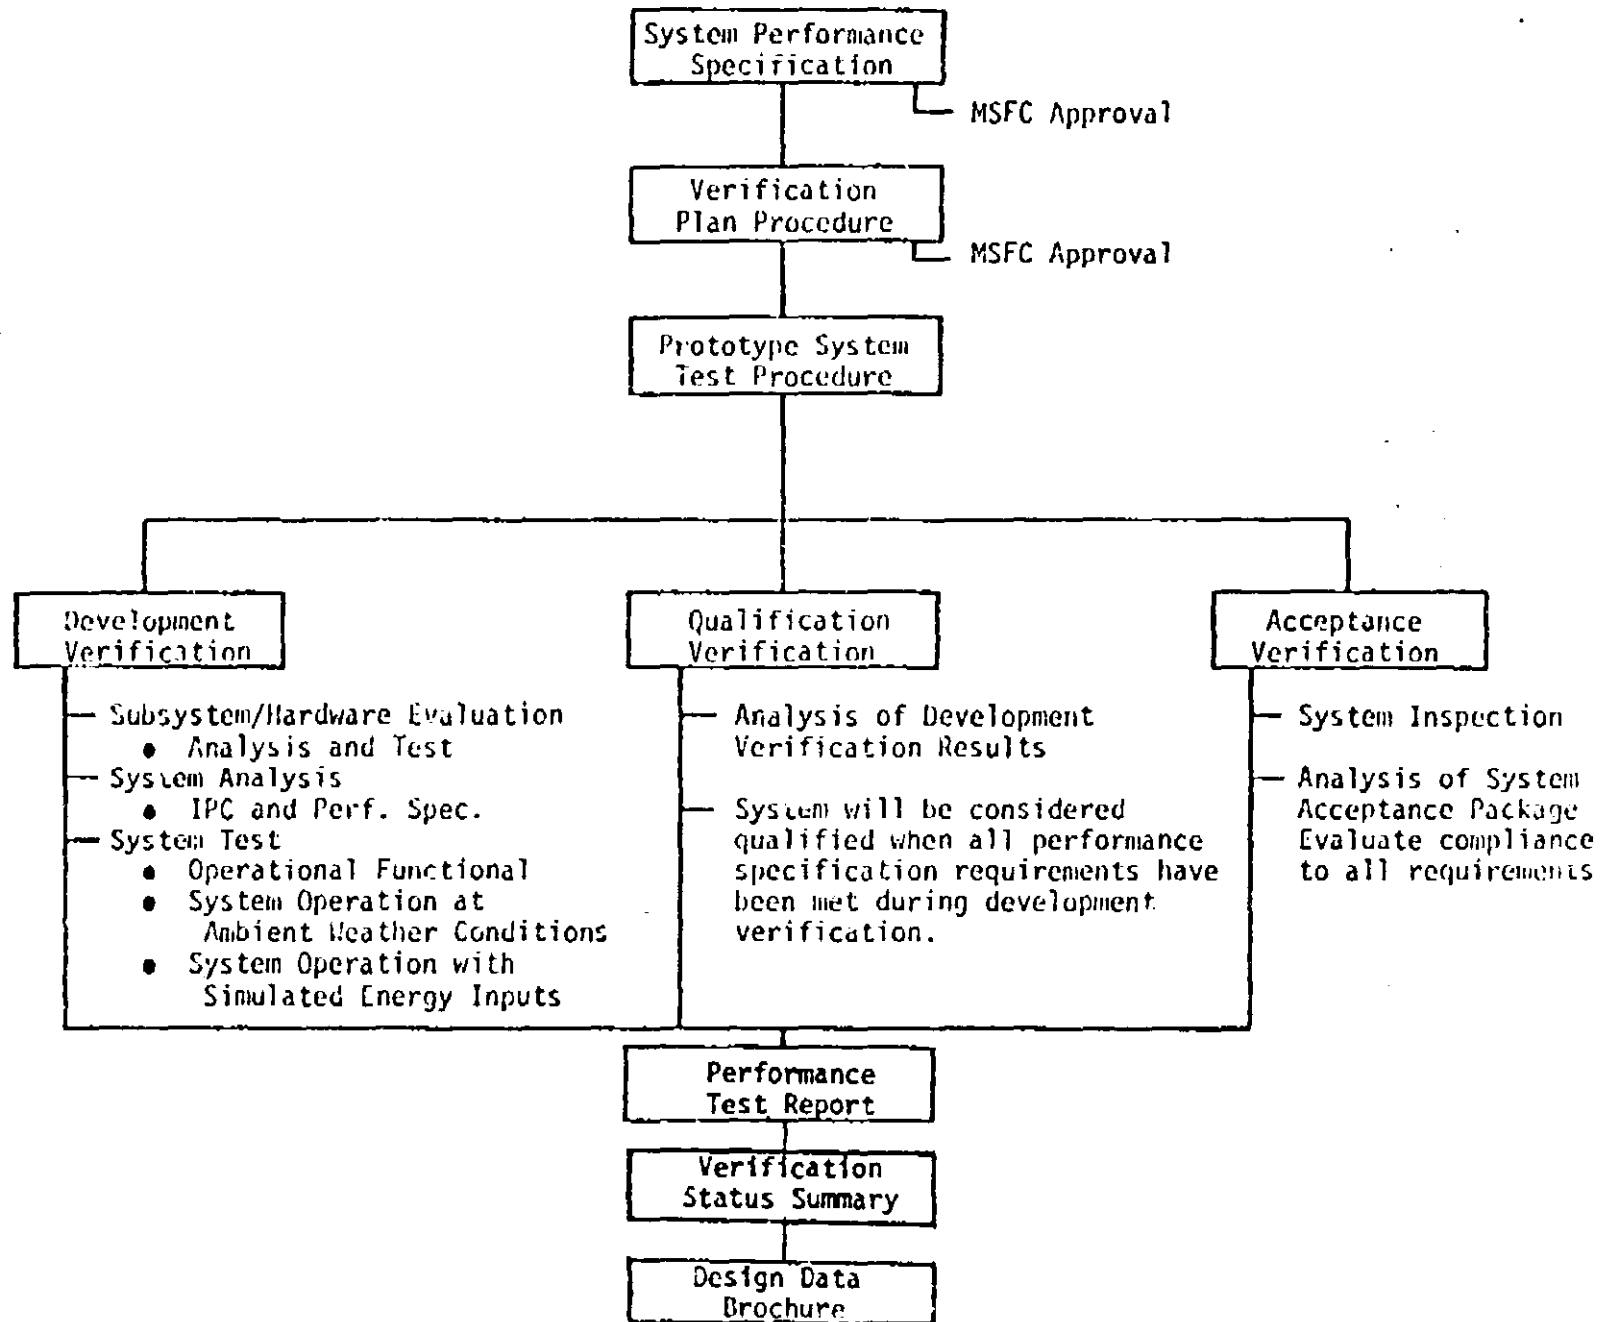 System Performance
Specification
MSFC Approval
Verification
Plan Procedure
MSFC Approval
Prototype System
Test Procedure
Development
Verification
Subsystem/Hardware Evaluation
• Analysis and Test
System Analysis
• IPC and Perf. Spec.
System Test
• Operational Functional
• System Operation at
Ambient Weather Conditions
• System Operation with
Simulated Energy Inputs
Qualification
Verification
Analysis of Development
Verification Results
System will be considered
qualified when all performance
specification requirements have
been met during development
verification.
Acceptance
Verification
System Inspection
Analysis of System
Acceptance Package
Evaluate compliance
to all requirements
Performance
Test Report
Verification
Status Summary
Design Data
Brochure